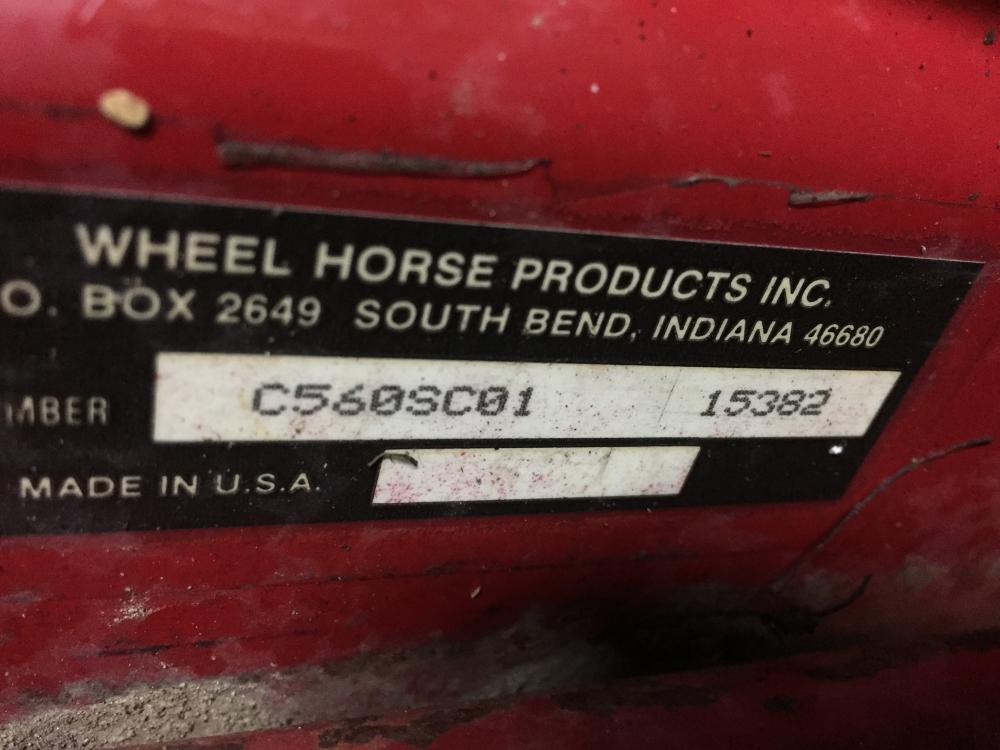 WHEEL HORSE PRODUCTS INC.
O. BOX 2649 SOUTH BEND, INDIANA 46680
MBER C560SC01 15382
MADE IN U.S.A.